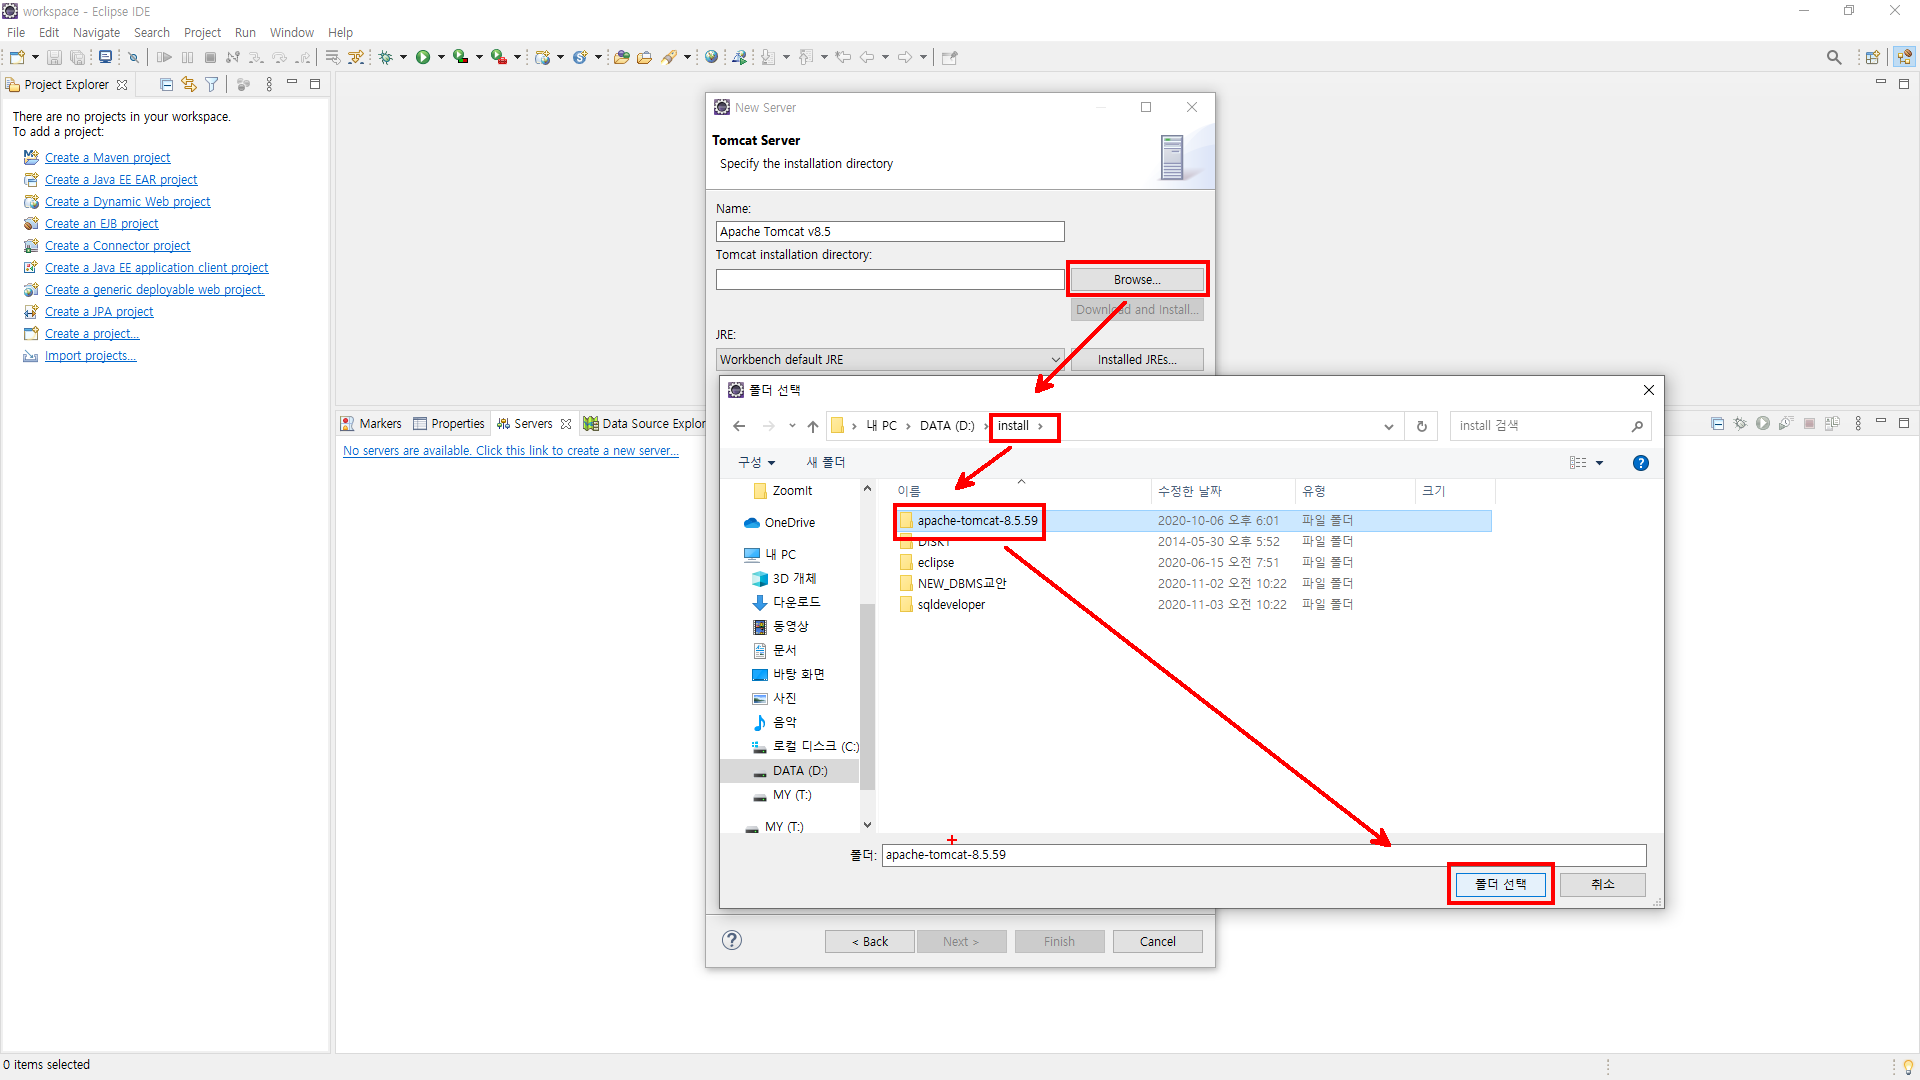 workspace - Eclipse IDE
File Edit Navigate Search Project Run Window Help
Project Explorer
There are no projects in your workspace.
To add a project:
Create a Maven project
Create a Java EE EAR project
Create a Dynamic Web project
Create an EJB project
Create a Connector project
Create a Java EE application client project
Create a generic deployable web project.
Create a JPA project
Create a project...
Import projects...
Markers Properties Servers Data Source Explor
No servers are available. Click this link to create a new server...
New Server
Tomcat Server
Specify the installation directory
Name:
Apache Tomcat v8.5
Tomcat installation directory:
Browse...
Download and Install...
JRE:
Workbench default JRE
Installed JREs...
폴더 선택
내 PC DATA (D:) install
install 검색
구성 새 폴더
ZoomIt
OneDrive
내 PC
3D 개체
다운로드
동영상
문서
바탕 화면
사진
음악
로컬 디스크 (C:)
DATA (D:)
MY (T:)
MY (T:)
이름 수정한 날짜 유형 크기
apache-tomcat-8.5.59 2020-10-06 오후 6:01 파일 폴더
DISK1 2014-05-30 오후 5:52 파일 폴더
eclipse 2020-06-15 오전 7:51 파일 폴더
NEW_DBMS교안 2020-11-02 오전 10:22 파일 폴더
sqldeveloper 2020-11-03 오전 10:22 파일 폴더
폴더: apache-tomcat-8.5.59
폴더 선택 취소
< Back Next > Finish Cancel
0 items selected